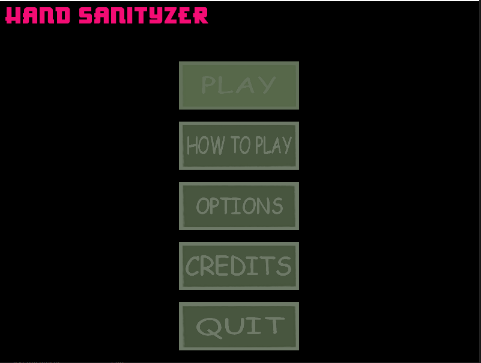 HAND SANITYZER
PLAY
HOW TO PLAY
OPTIONS
CREDITS
QUIT